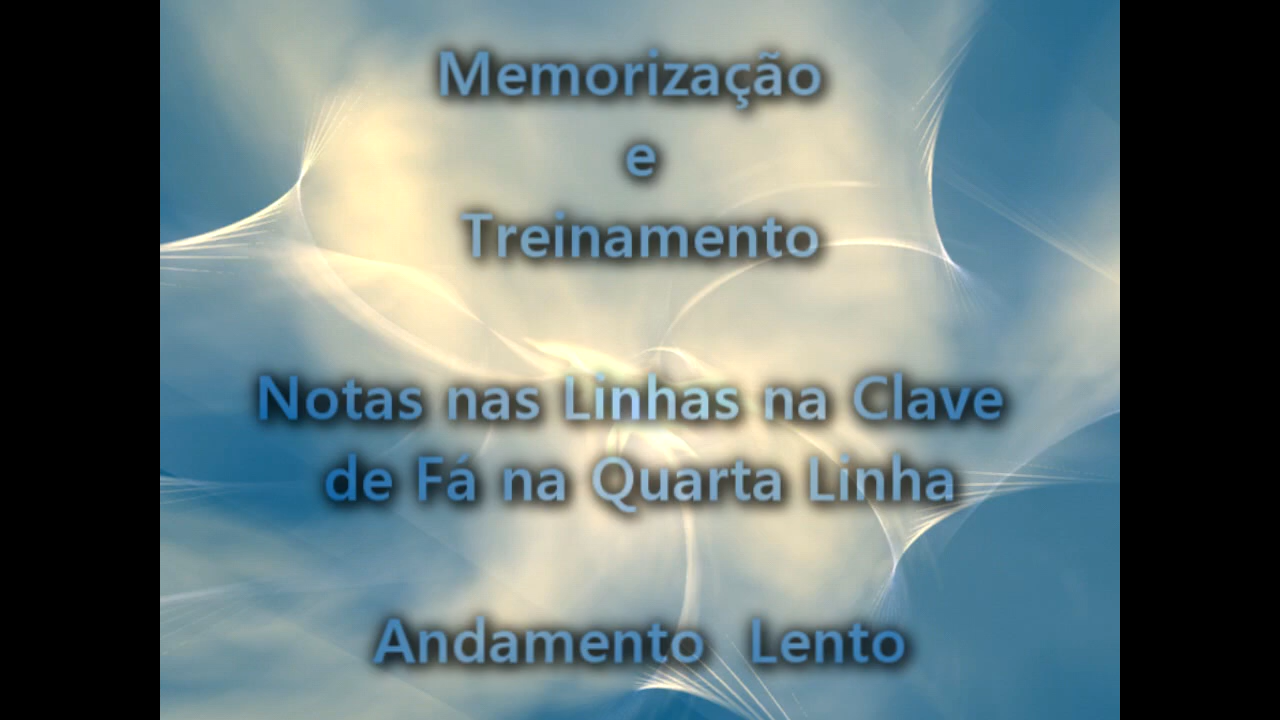 Memorização
e
Treinamento
Notas nas Linhas na Clave
de Fá na Quarta Linha
Andamento Lento